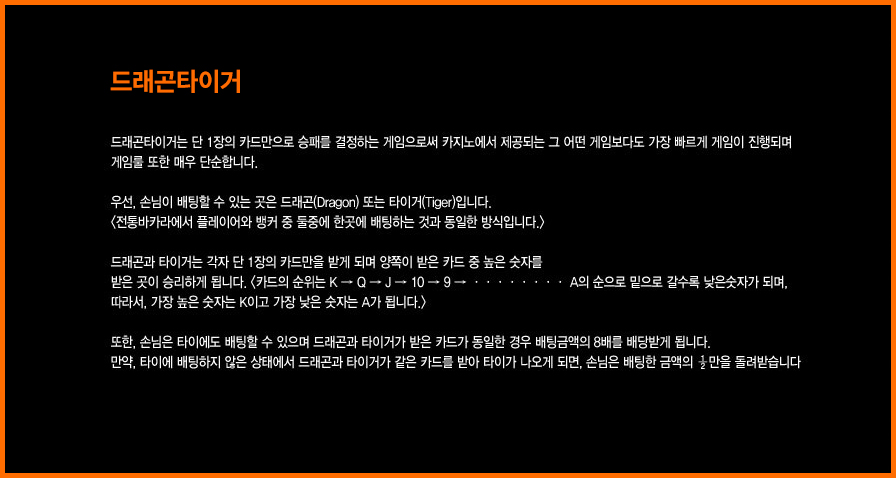 드래곤타이거
드래곤타이거는 단 1장의 카드만으로 승패를 결정하는 게임으로써 카지노에서 제공되는 그 어떤 게임보다도 가장 빠르게 게임이 진행되며
게임룰 또한 매우 단순합니다.
우선, 손님이 배팅할 수 있는 곳은 드래곤(Dragon) 또는 타이거(Tiger)입니다.
<전통바카라에서 플레이어와 뱅커 중 둘중에 한곳에 배팅하는 것과 동일한 방식입니다.>
드래곤과 타이거는 각자 단 1장의 카드만을 받게 되며 양쪽이 받은 카드 중 높은 숫자를
받은 곳이 승리하게 됩니다. <카드의 순위는 K → Q → J → 10 → 9 → · · · · · · · · A의 순으로 밑으로 갈수록 낮은숫자가 되며,
따라서, 가장 높은 숫자는 K이고 가장 낮은 숫자는 A가 됩니다.>
또한, 손님은 타이에도 배팅할 수 있으며 드래곤과 타이거가 받은 카드가 동일한 경우 배팅금액의 8배를 배당받게 됩니다.
만약, 타이에 배팅하지 않은 상태에서 드래곤과 타이거가 같은 카드를 받아 타이가 나오게 되면, 손님은 배팅한 금액의 ½만을 돌려받습니다